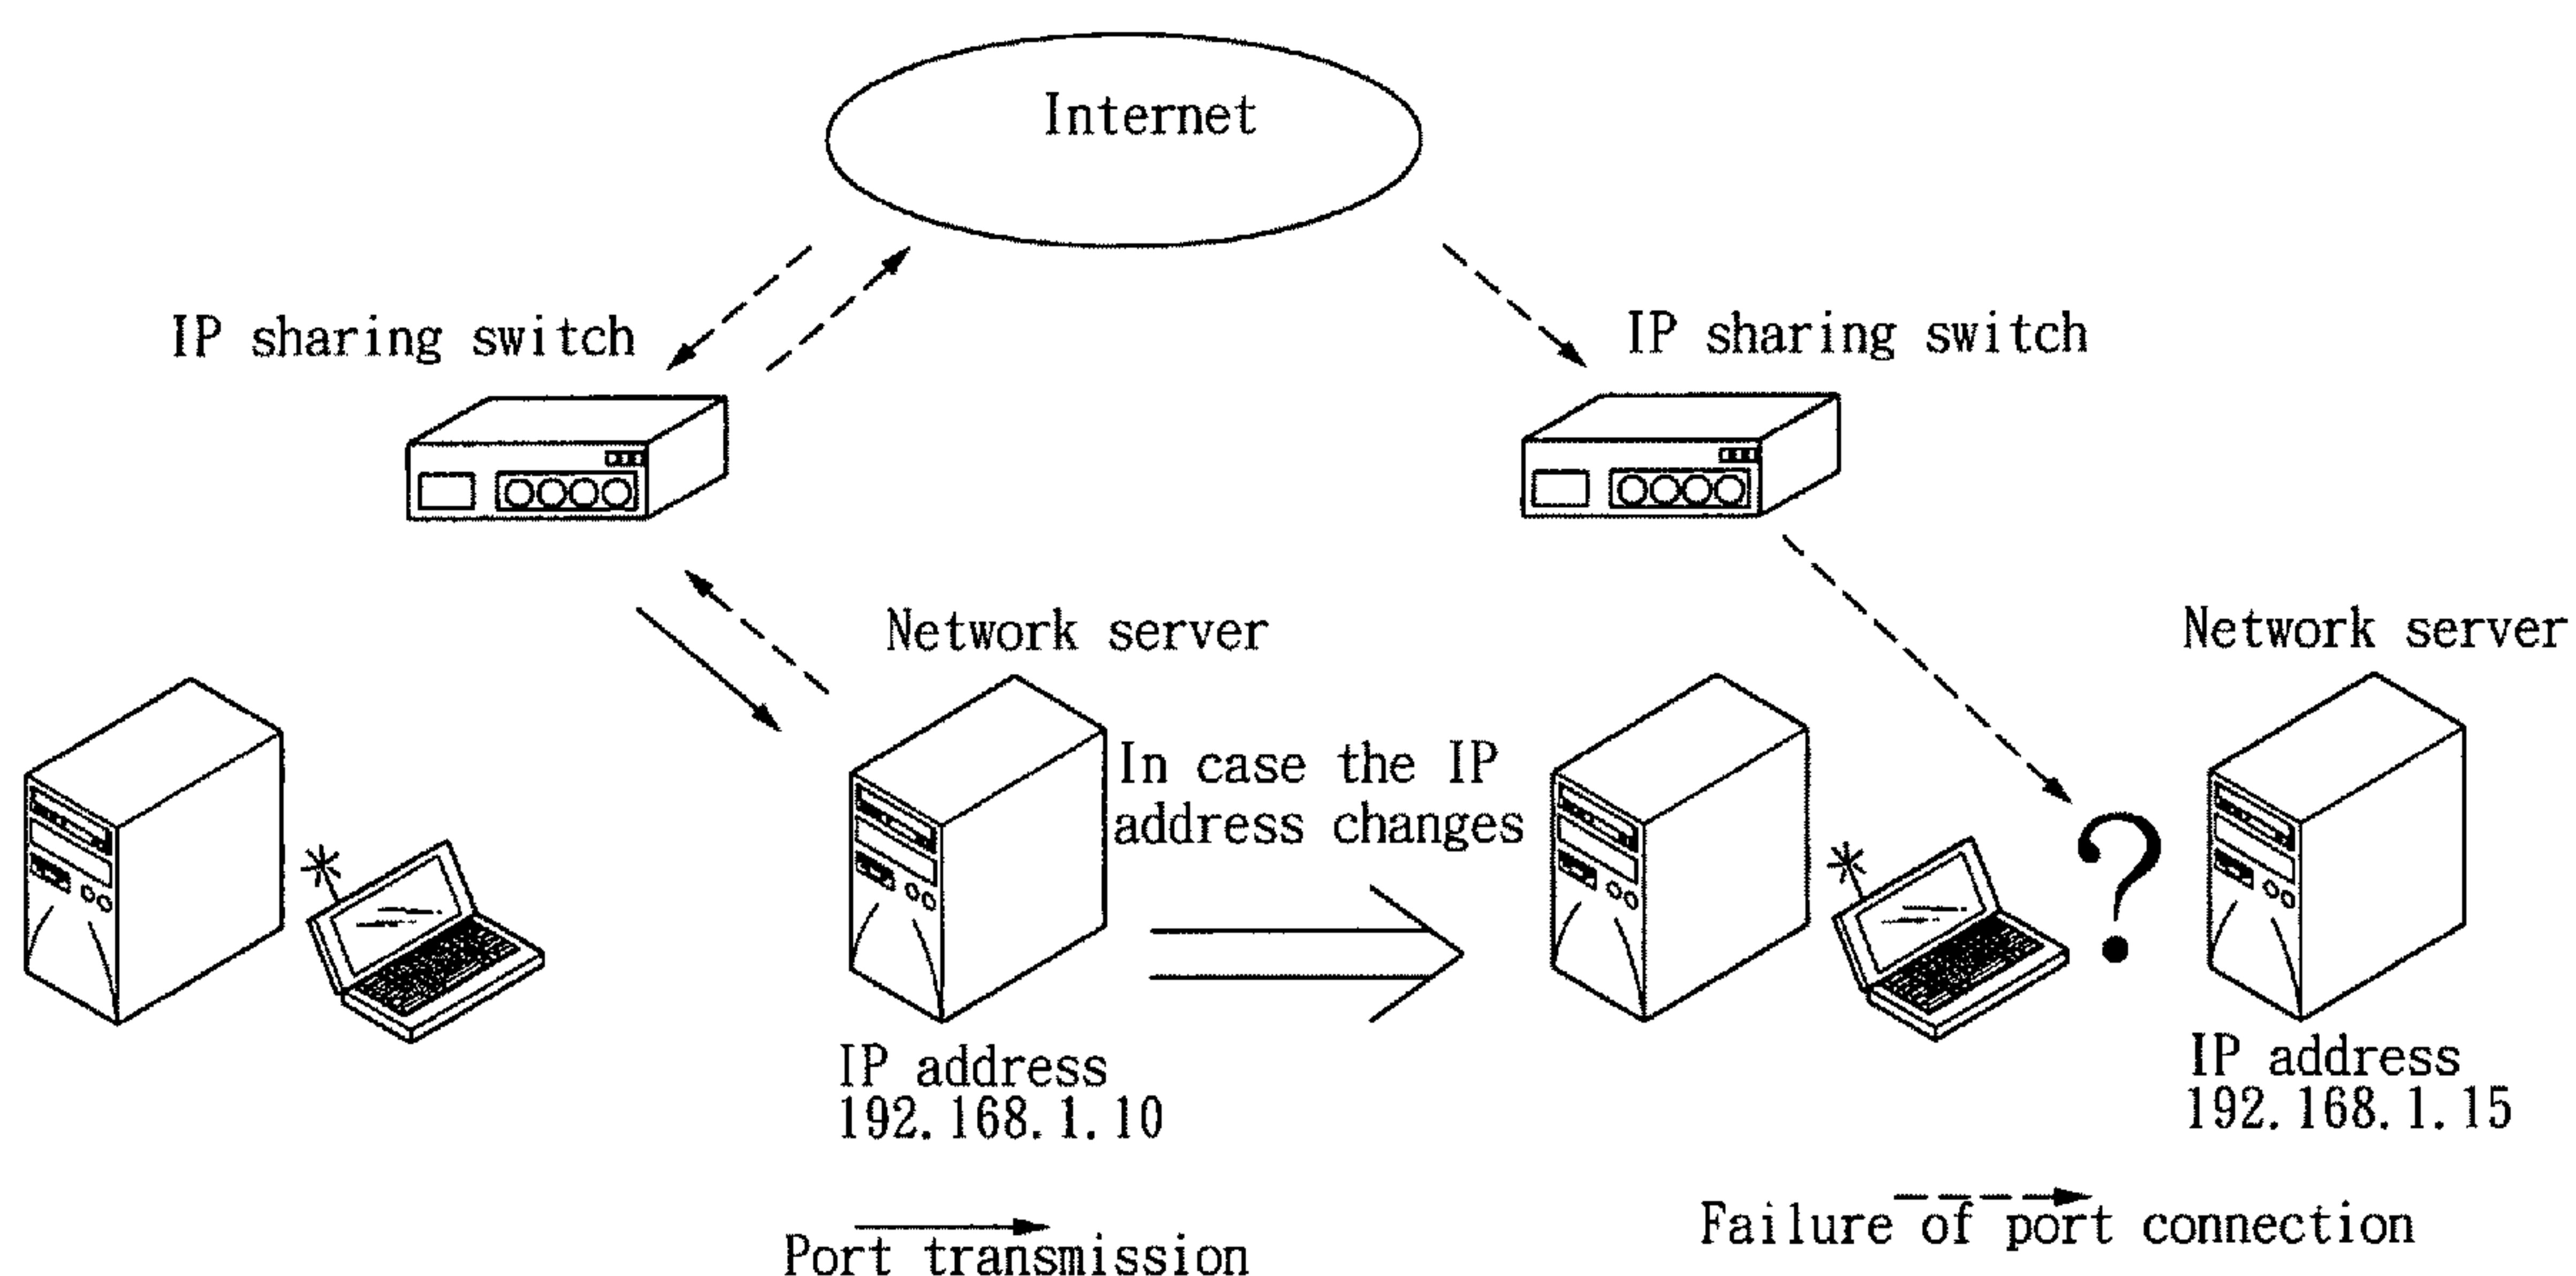 Internet
IP sharing switch
IP sharing switch
Network server
Network server
In case the IP
address changes
?
IP address
192.168.1.10
IP address
192.168.1.15
Port transmission
Failure of port connection